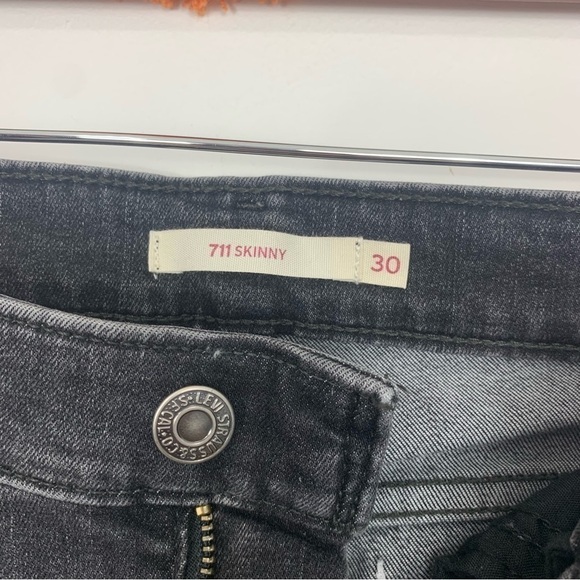 711 SKINNY
30
LEVI STRAUSS & CO. S.F. CAL.